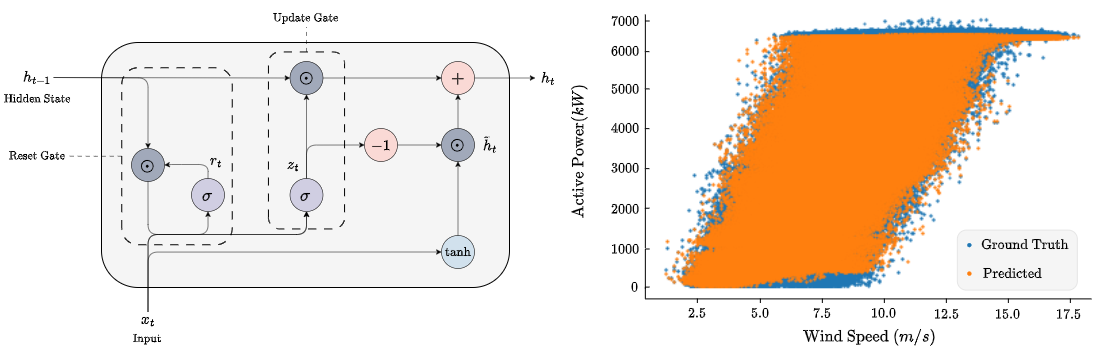 Update Gate
h_{t−1}
Hidden State
⊙
+
h_t
Reset Gate
⊙
r_t
σ
z_t
σ
−1
⊙
h̃_t
tanh
x_t
Input
7000
6000
5000
4000
3000
2000
1000
0
Active Power(kW)
Ground Truth
Predicted
2.5 5.0 7.5 10.0 12.5 15.0 17.5
Wind Speed (m/s)